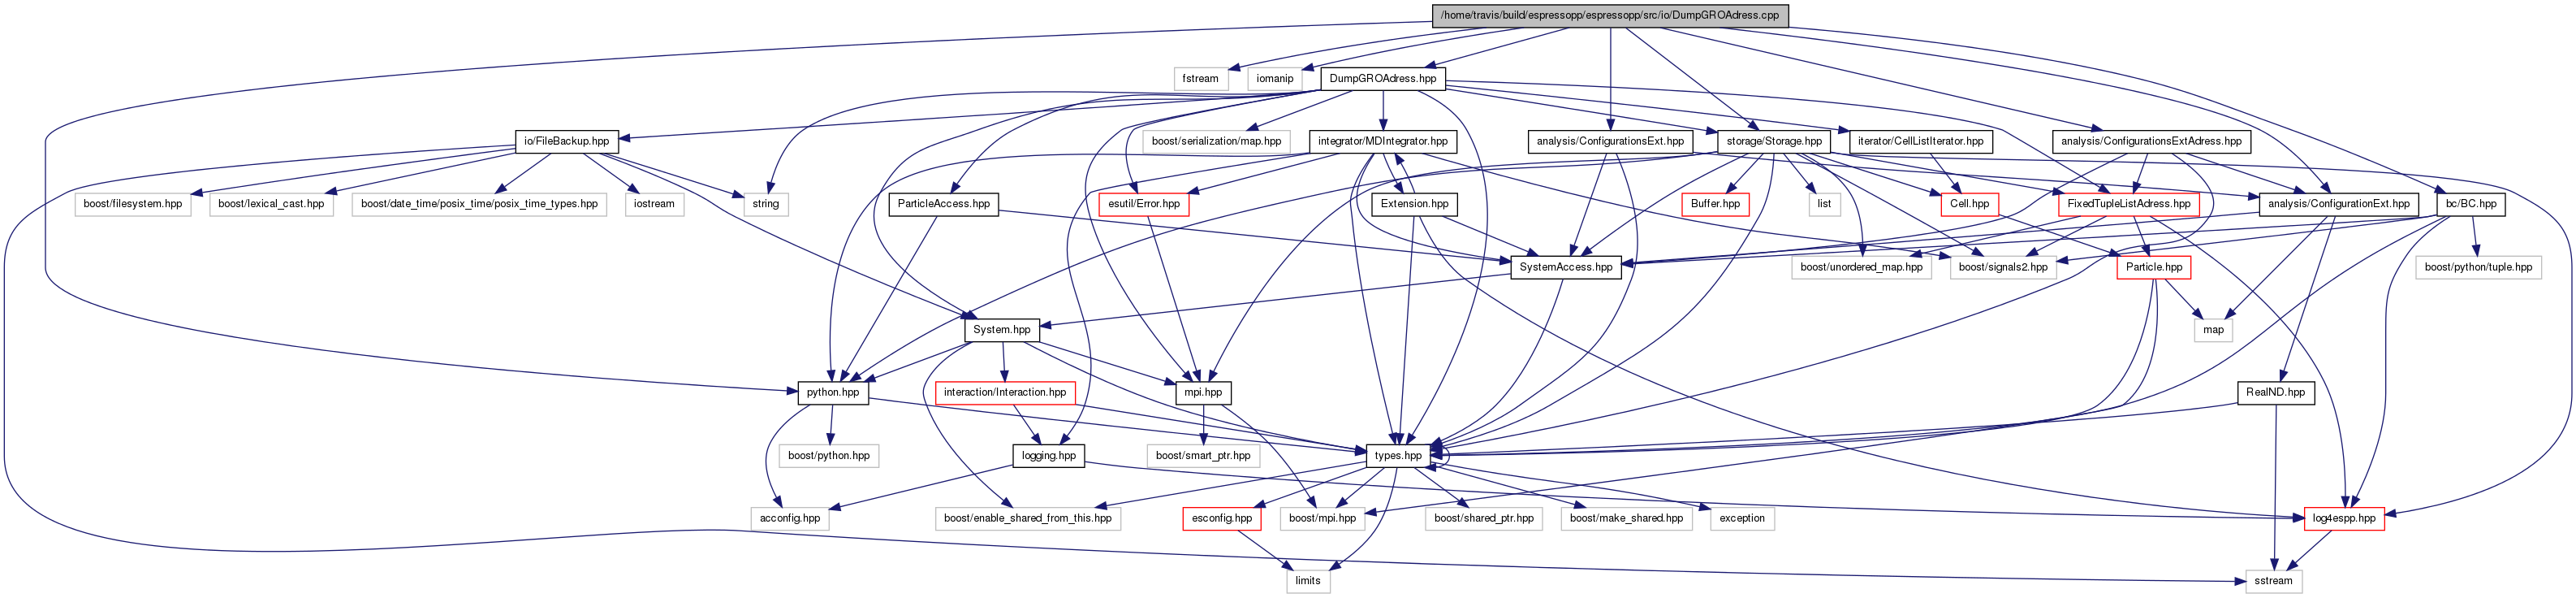 /home/travis/build/espressopp/espressopp/src/io/DumpGROAdress.cpp
fstream
iomanip
DumpGROAdress.hpp
io/FileBackup.hpp
boost/serialization/map.hpp
integrator/MDIntegrator.hpp
analysis/ConfigurationsExt.hpp
storage/Storage.hpp
iterator/CellListIterator.hpp
analysis/ConfigurationsExtAdress.hpp
boost/filesystem.hpp
boost/lexical_cast.hpp
boost/date_time/posix_time/posix_time_types.hpp
iostream
string
ParticleAccess.hpp
esutil/Error.hpp
Extension.hpp
Buffer.hpp
list
Cell.hpp
FixedTupleListAdress.hpp
analysis/ConfigurationExt.hpp
bc/BC.hpp
SystemAccess.hpp
boost/unordered_map.hpp
boost/signals2.hpp
Particle.hpp
boost/python/tuple.hpp
System.hpp
map
python.hpp
interaction/Interaction.hpp
mpi.hpp
RealND.hpp
boost/python.hpp
logging.hpp
boost/smart_ptr.hpp
types.hpp
acconfig.hpp
boost/enable_shared_from_this.hpp
esconfig.hpp
boost/mpi.hpp
boost/shared_ptr.hpp
boost/make_shared.hpp
exception
log4espp.hpp
limits
sstream